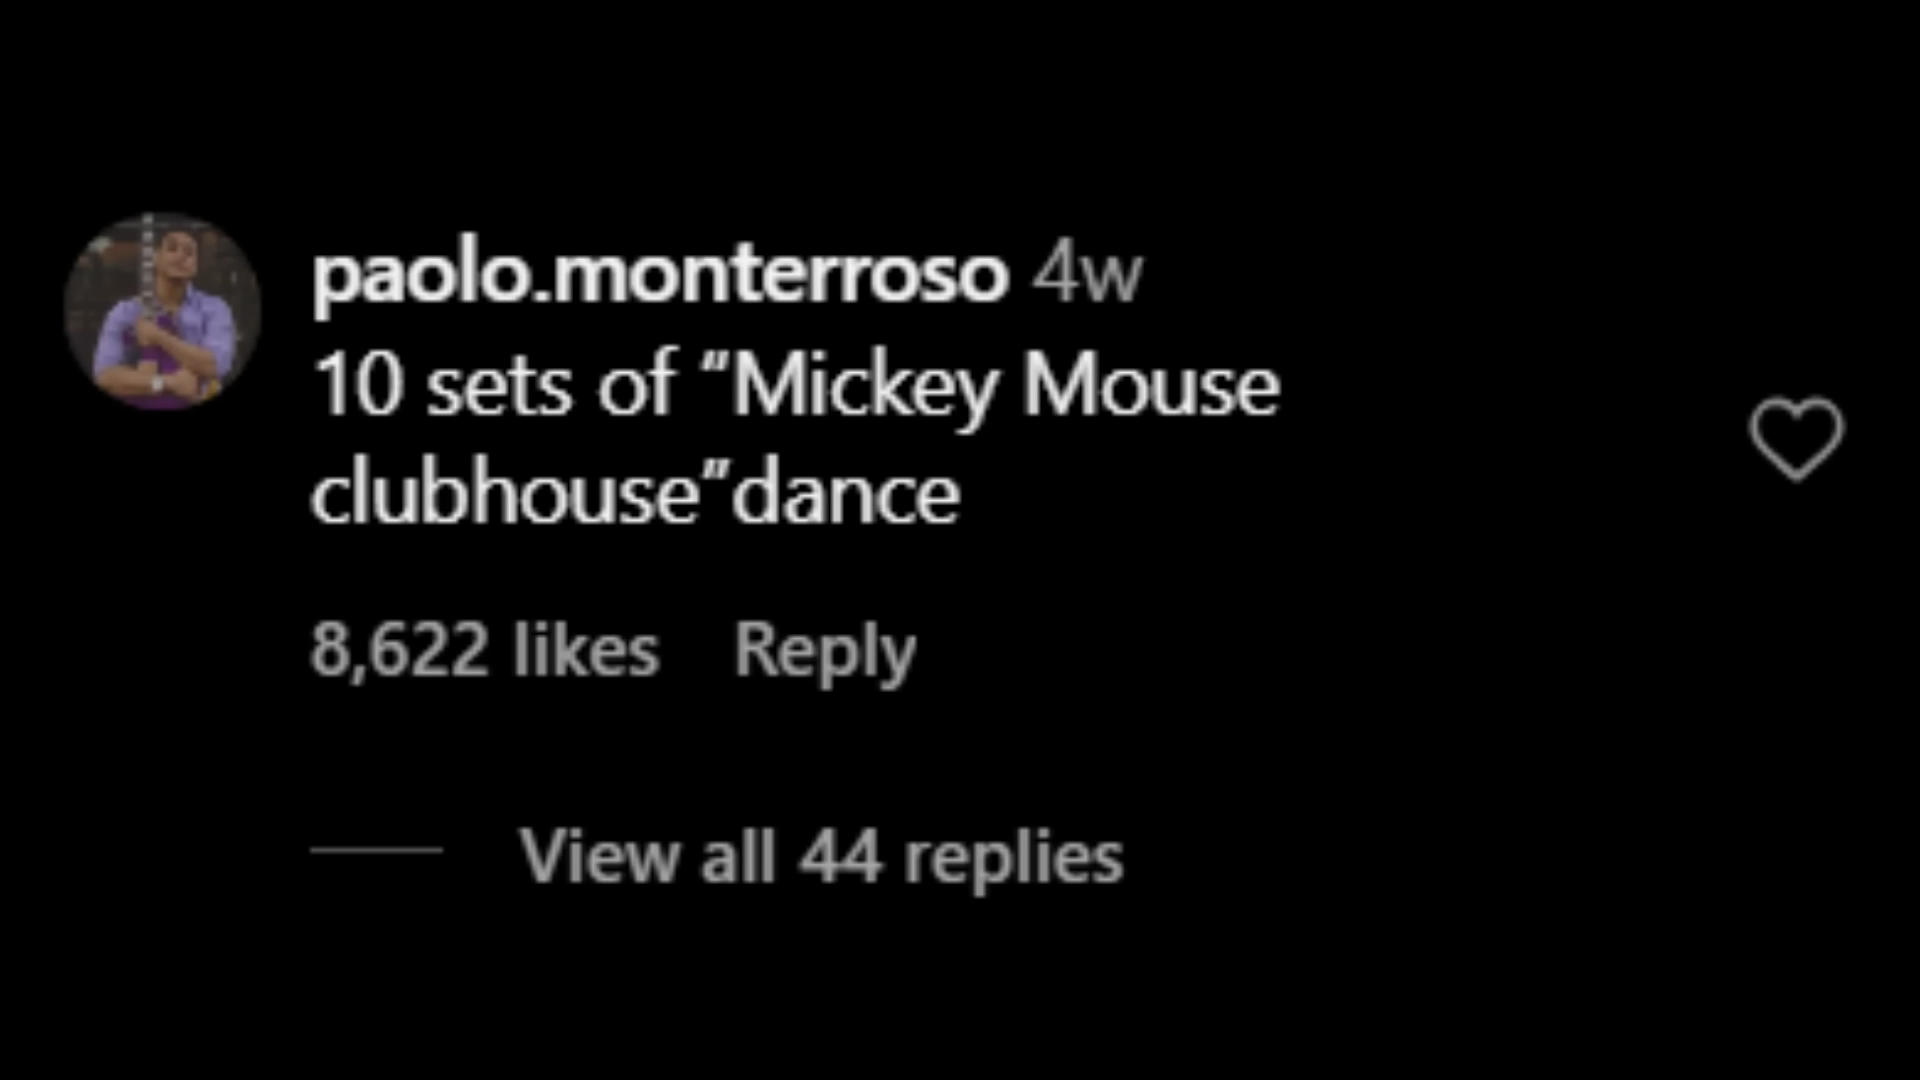 paolo.monterroso 4w
10 sets of “Mickey Mouse
clubhouse”dance
8,622 likes Reply
View all 44 replies